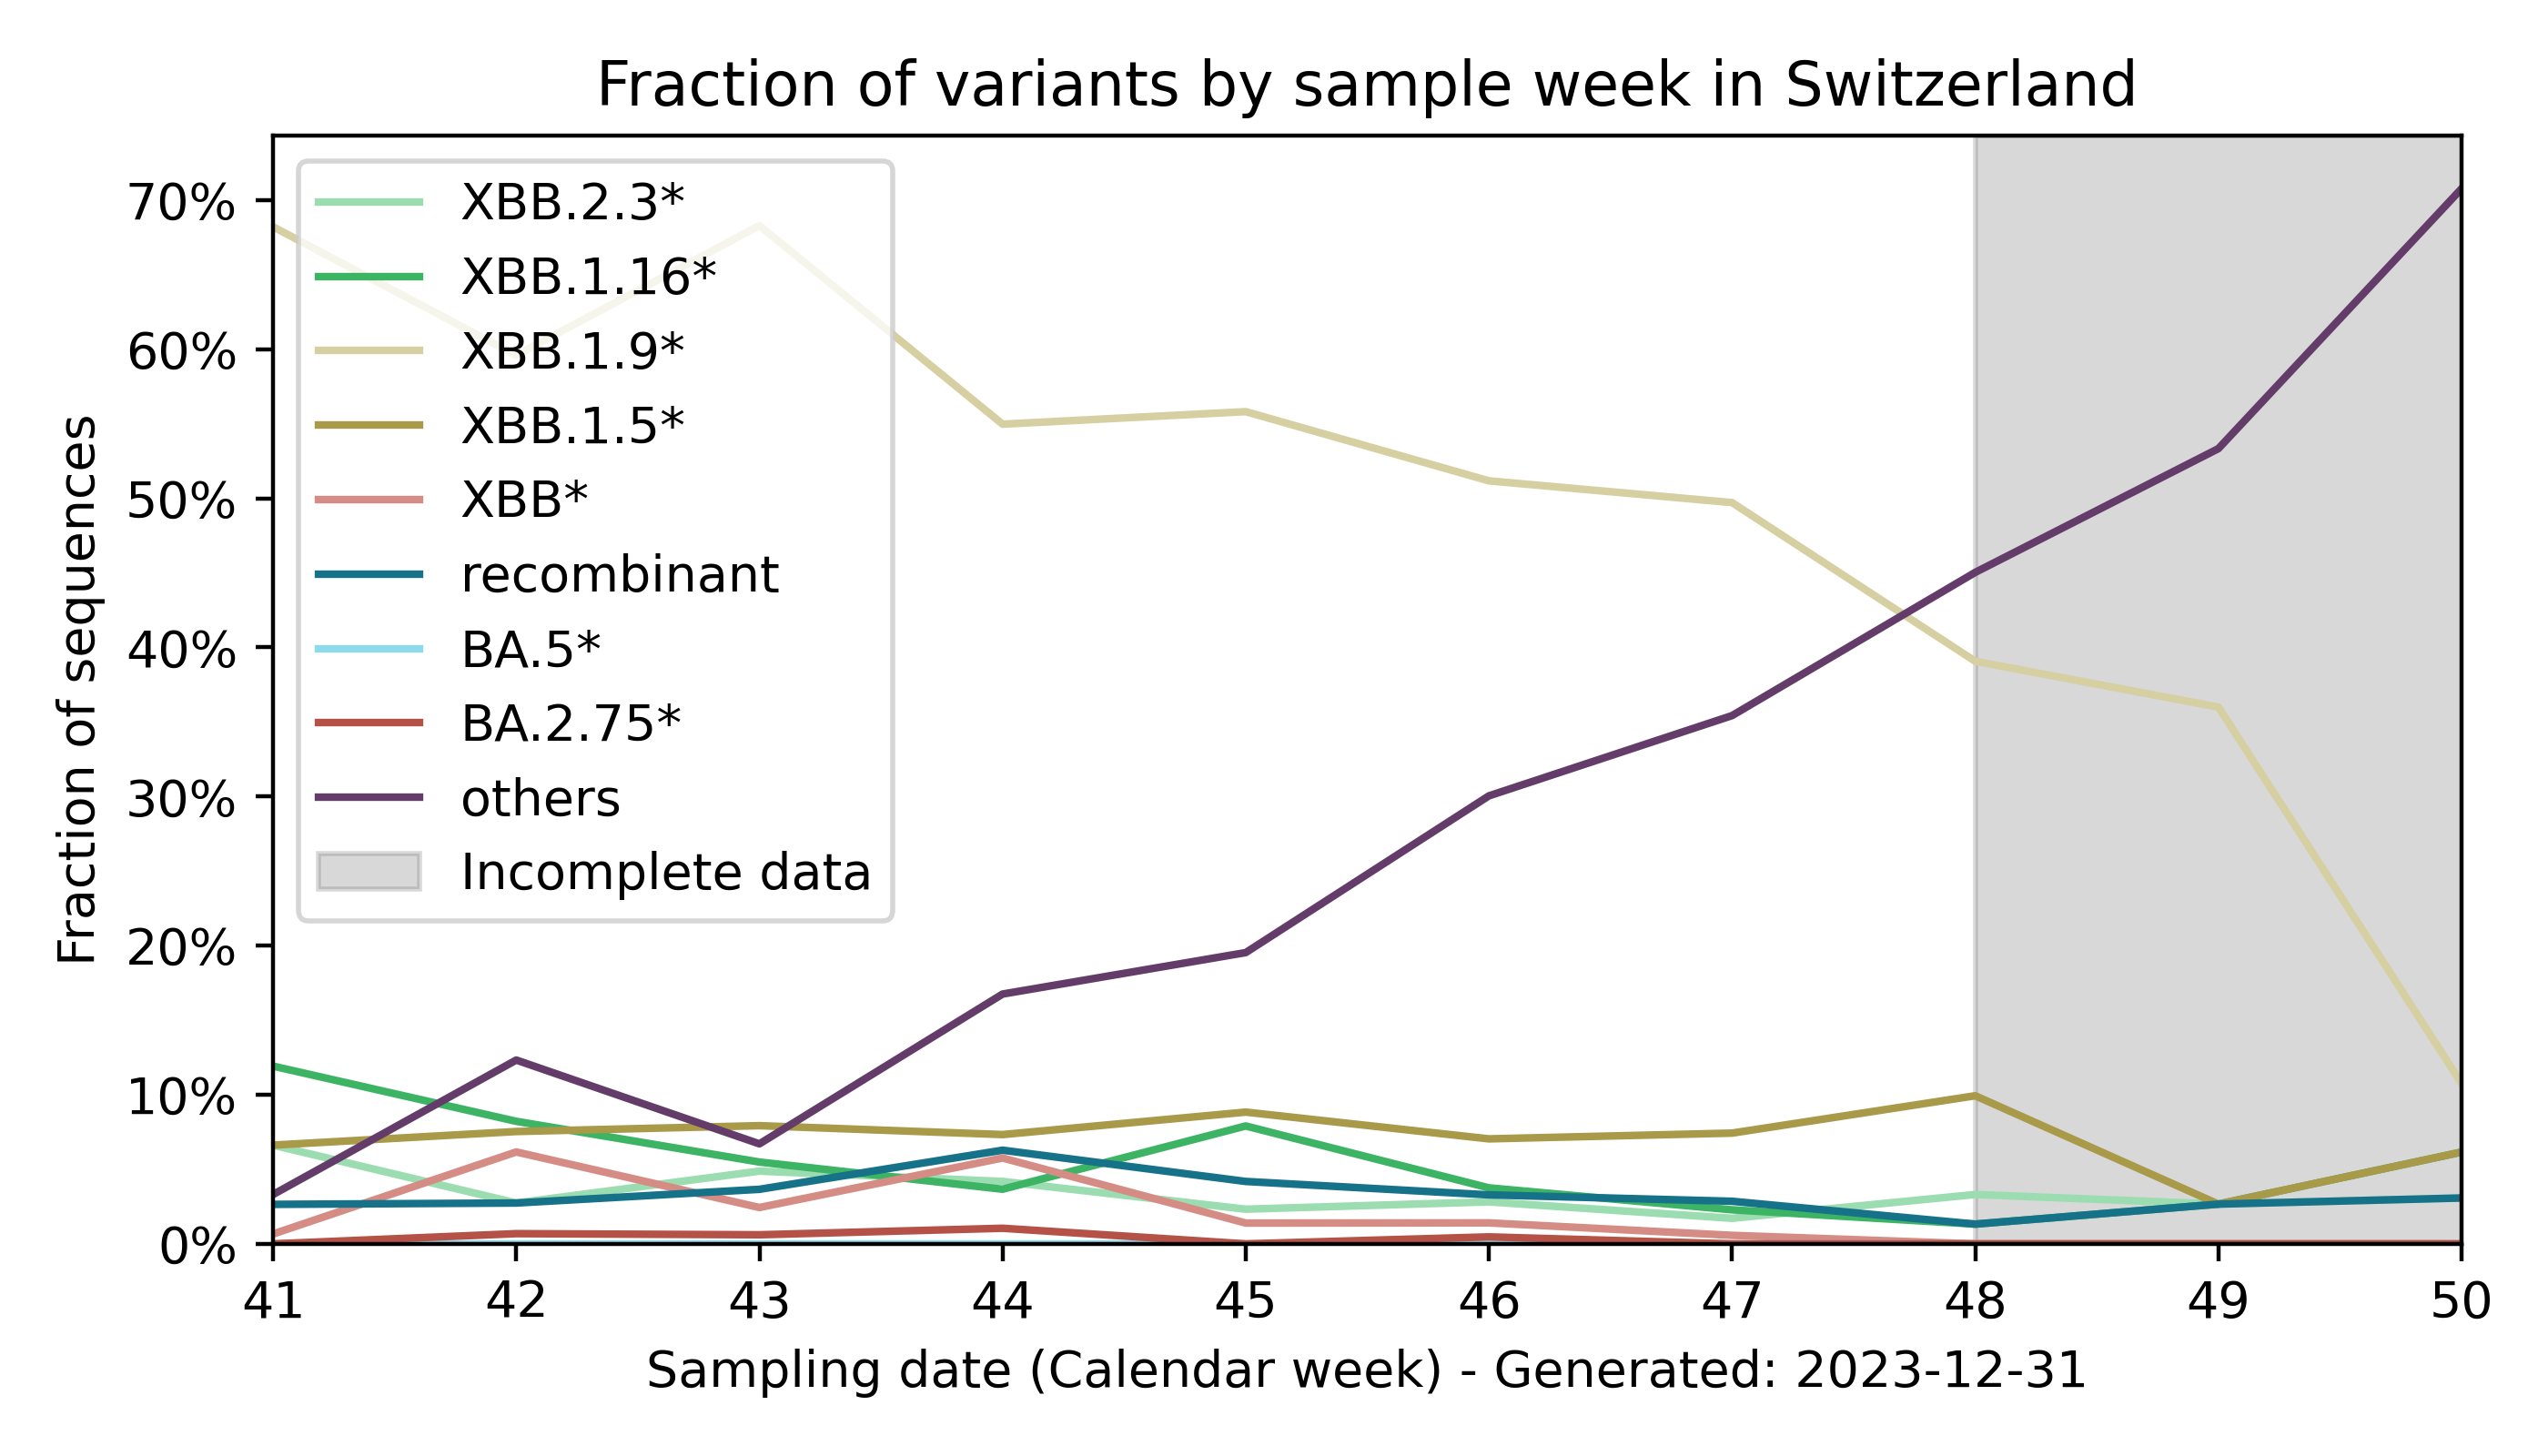 Fraction of variants by sample week in Switzerland
70%
60%
50%
40%
30%
20%
10%
0%
Fraction of sequences
XBB.2.3*
XBB.1.16*
XBB.1.9*
XBB.1.5*
XBB*
recombinant
BA.5*
BA.2.75*
others
Incomplete data
41 42 43 44 45 46 47 48 49 50
Sampling date (Calendar week) - Generated: 2023-12-31